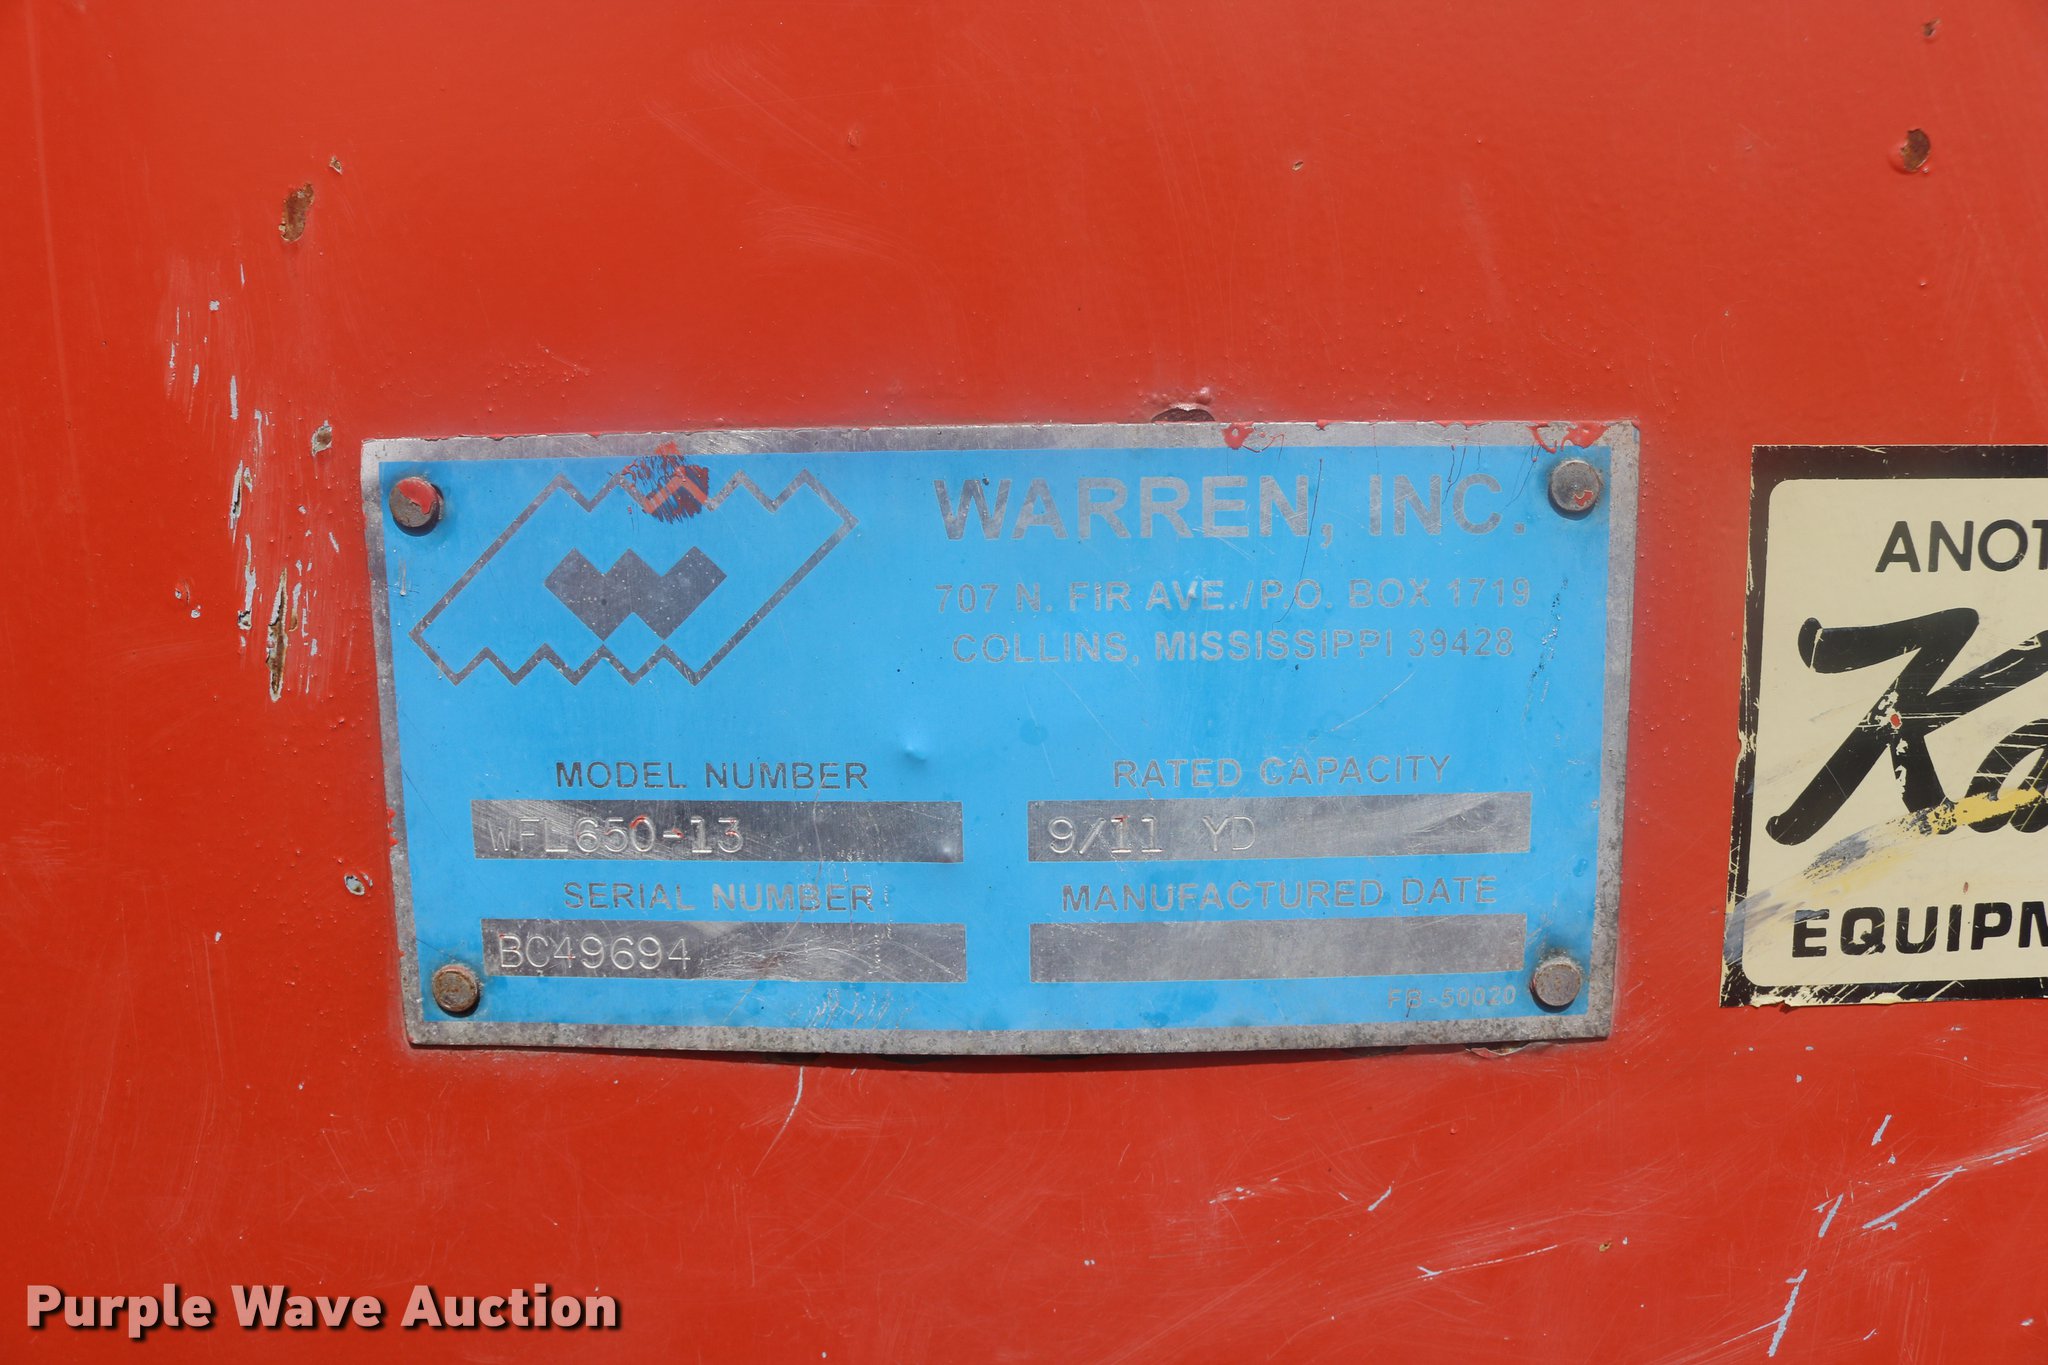 WARREN, INC.
707 N. FIR AVE./P.O. BOX 1719
COLLINS, MISSISSIPPI 39428
MODEL NUMBER
WFL650-13
RATED CAPACITY
9/11 YD
SERIAL NUMBER
BC49694
MANUFACTURED DATE
FB-50020
ANOT
Ka
EQUIPM
Purple Wave Auction